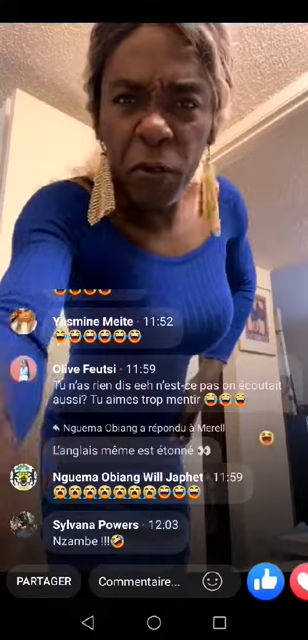 Yasmine Meite · 11:52
Olive Feutsi · 11:59
Tu n'as rien dis eeh n'est-ce pas on écoutait
aussi? Tu aimes trop mentir 😂😂😂
Nguema Obiang a répondu à Merell
L'anglais même est étonné 👀
Nguema Obiang Will Japhet · 11:59
Sylvana Powers · 12:03
Nzambe !!!🤣
PARTAGER Commentaire...